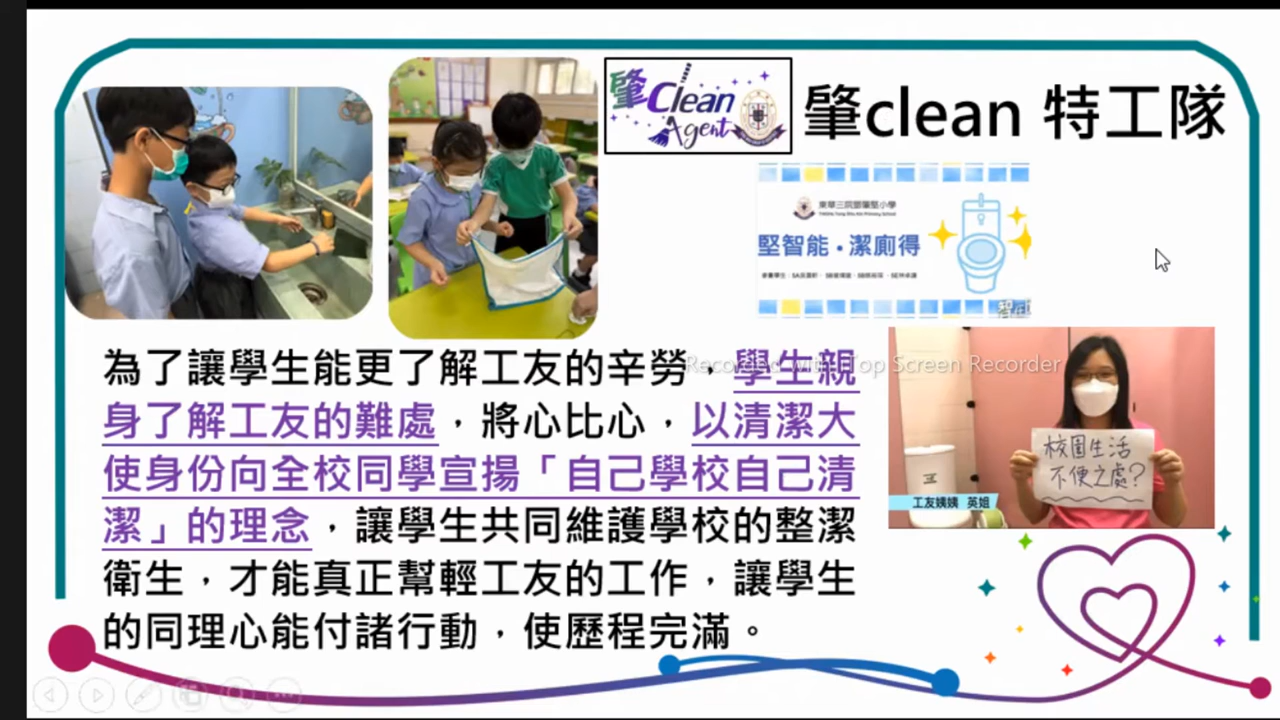 肇Clean
Agent
肇clean 特工隊
東華三院鄧肇堅小學
TWGHs Tang Shiu Kin Primary School
堅智能 · 潔廁得
為了讓學生能更了解工友的辛勞，學生親
身了解工友的難處，將心比心，以清潔大
使身份向全校同學宣揚「自己學校自己清
潔」的理念，讓學生共同維護學校的整潔
衛生，才能真正幫輕工友的工作，讓學生
的同理心能付諸行動，使歷程完滿。
Recorded with iTop Screen Recorder
校園生活
不便之處?
工友姨姨 英姐